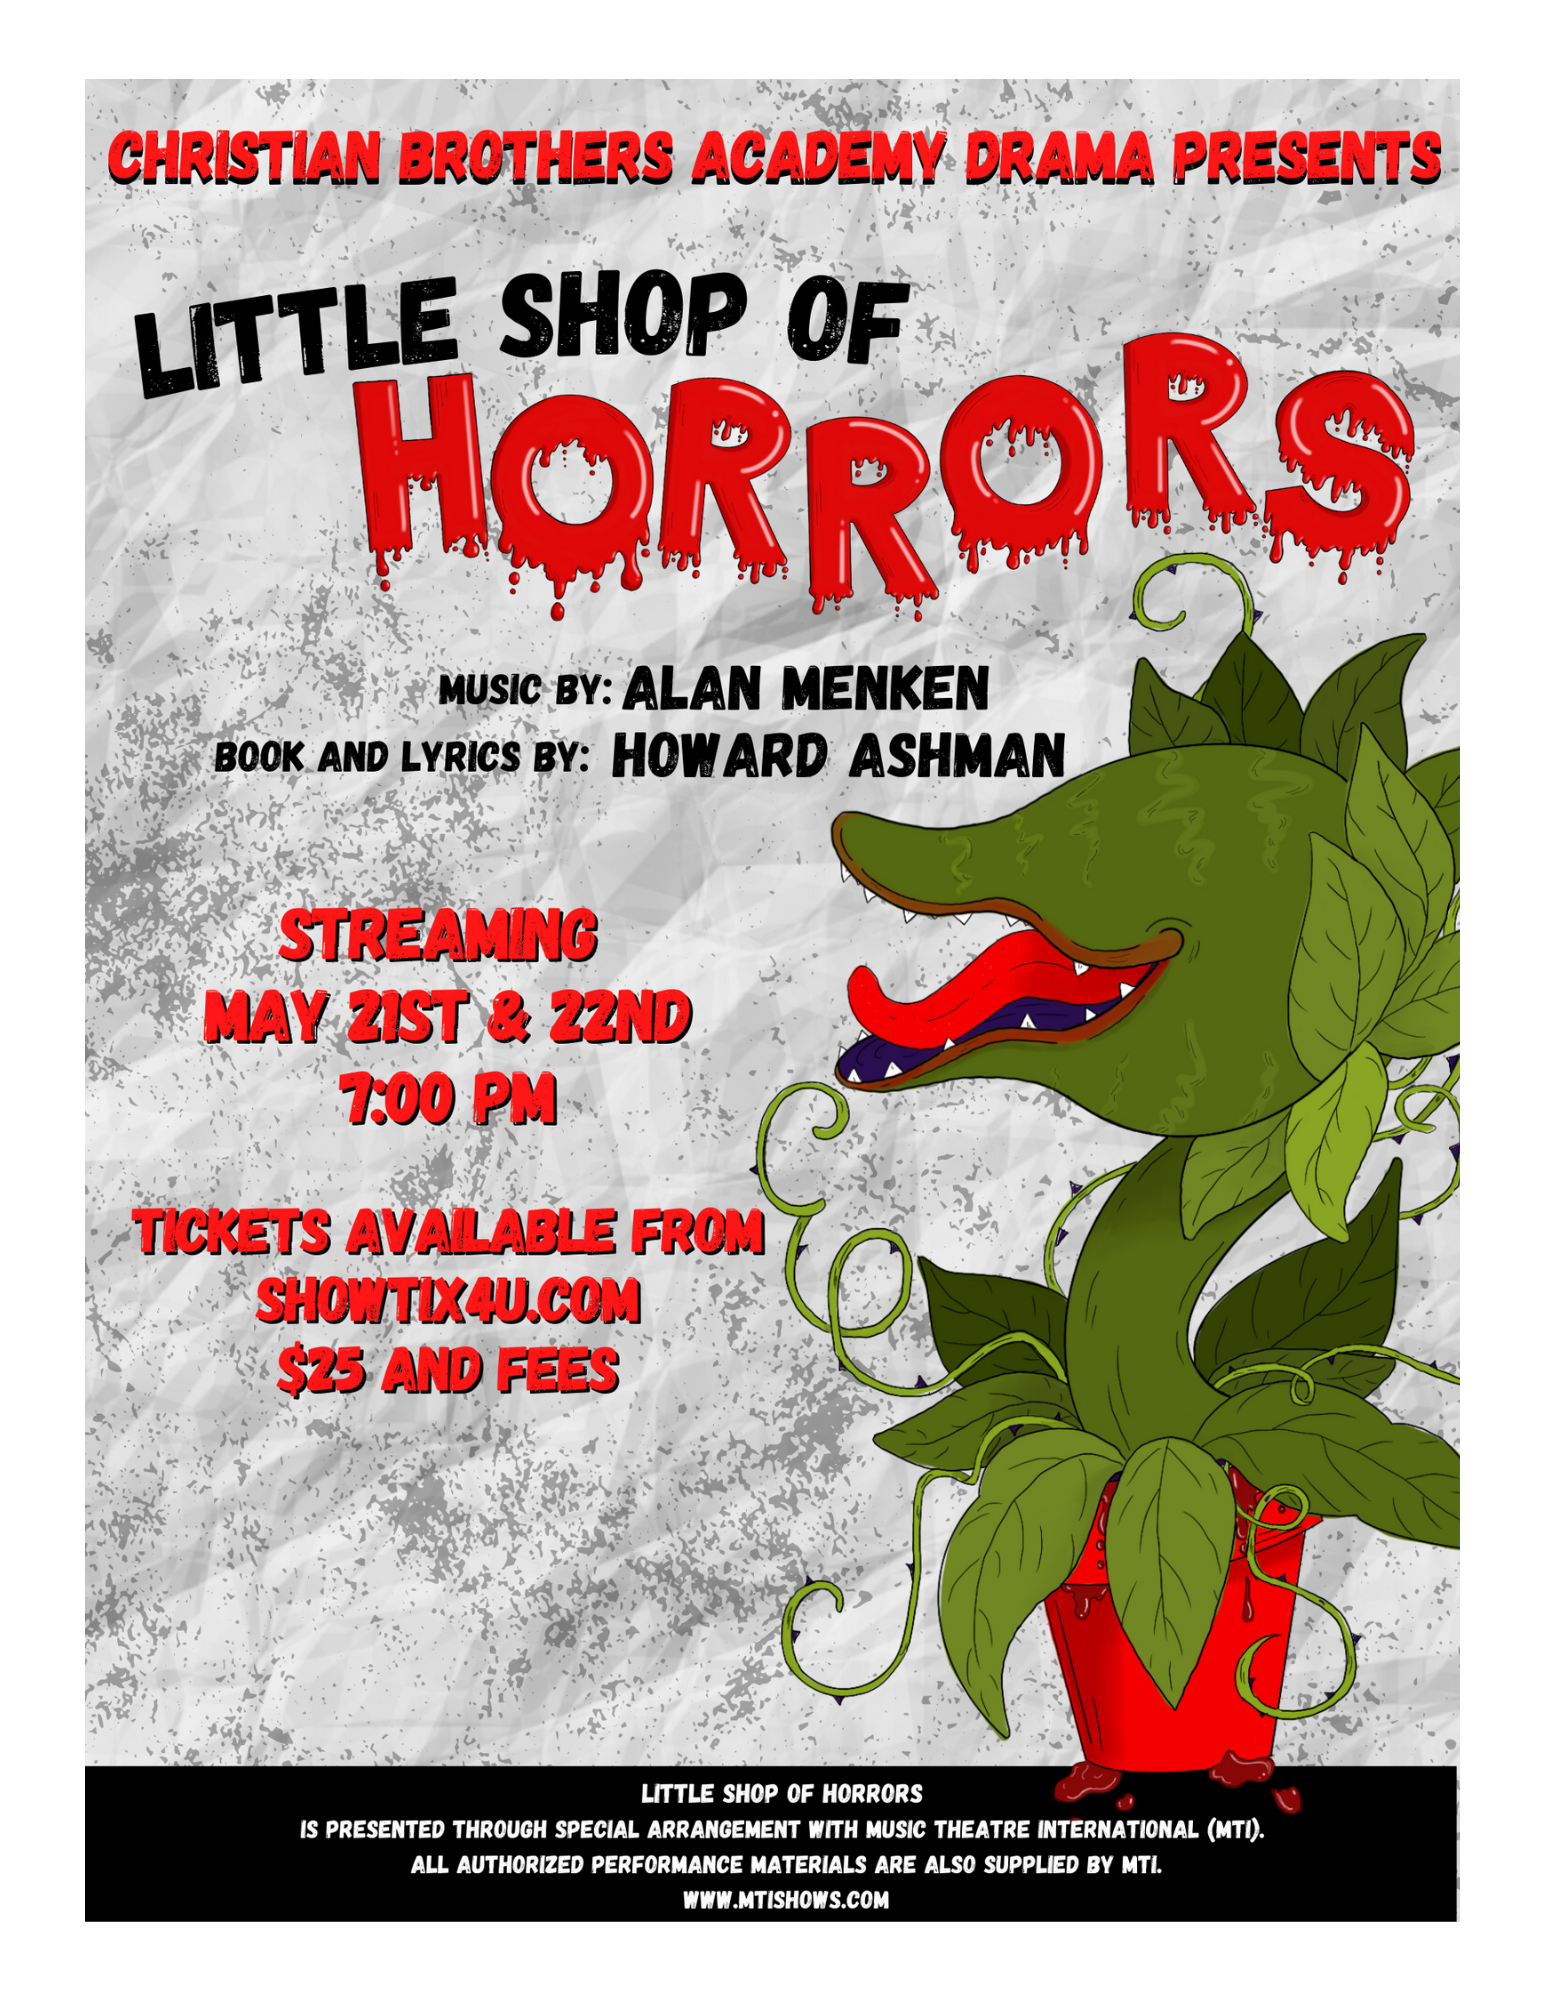 CHRISTIAN BROTHERS ACADEMY DRAMA PRESENTS
LITTLE SHOP OF
HORRORS
MUSIC BY: ALAN MENKEN
BOOK AND LYRICS BY: HOWARD ASHMAN
STREAMING
MAY 21ST & 22ND
7:00 PM
TICKETS AVAILABLE FROM
SHOWTIX4U.COM
$25 AND FEES
LITTLE SHOP OF HORRORS
IS PRESENTED THROUGH SPECIAL ARRANGEMENT WITH MUSIC THEATRE INTERNATIONAL (MTI).
ALL AUTHORIZED PERFORMANCE MATERIALS ARE ALSO SUPPLIED BY MTI.
WWW.MTISHOWS.COM